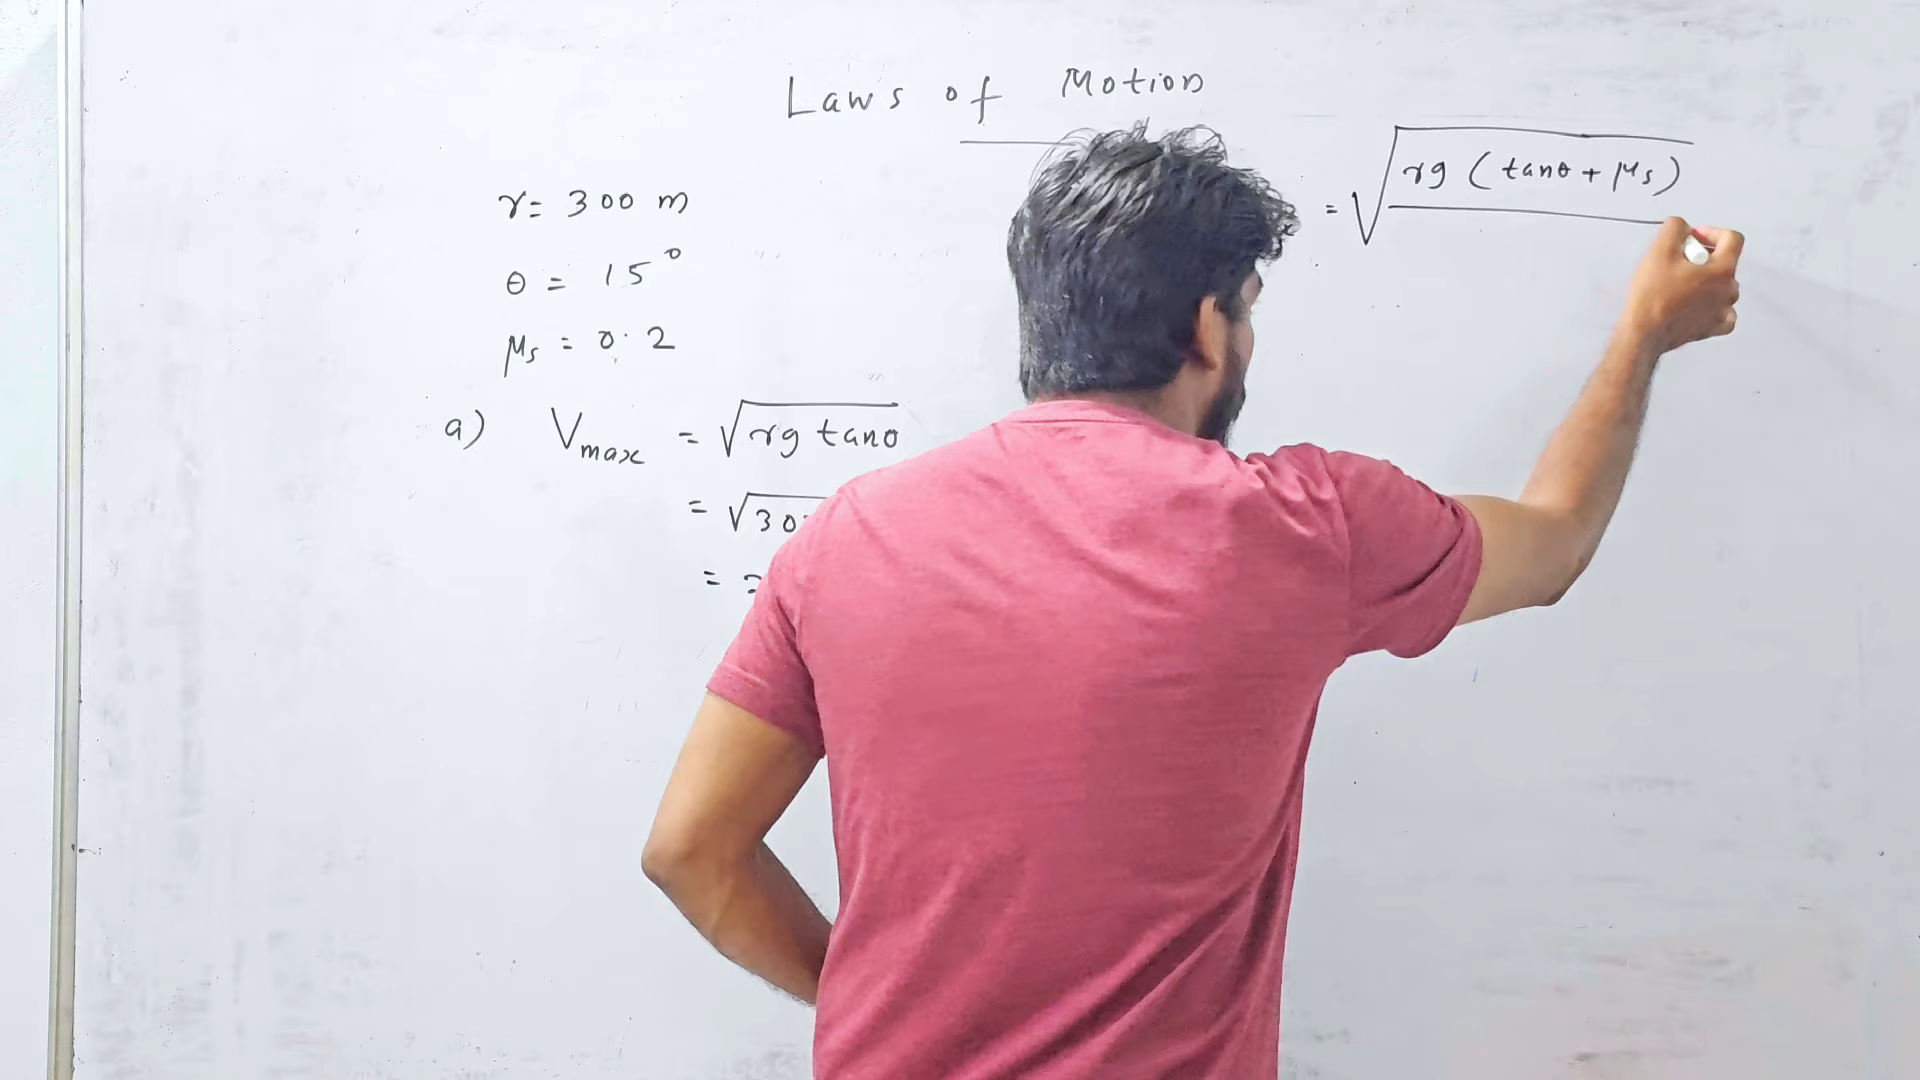 Laws of Motion
r = 300 m
θ = 15°
μs = 0.2
a) Vmax = √rg tanθ
= √30
=
= √rg (tanθ + μs)